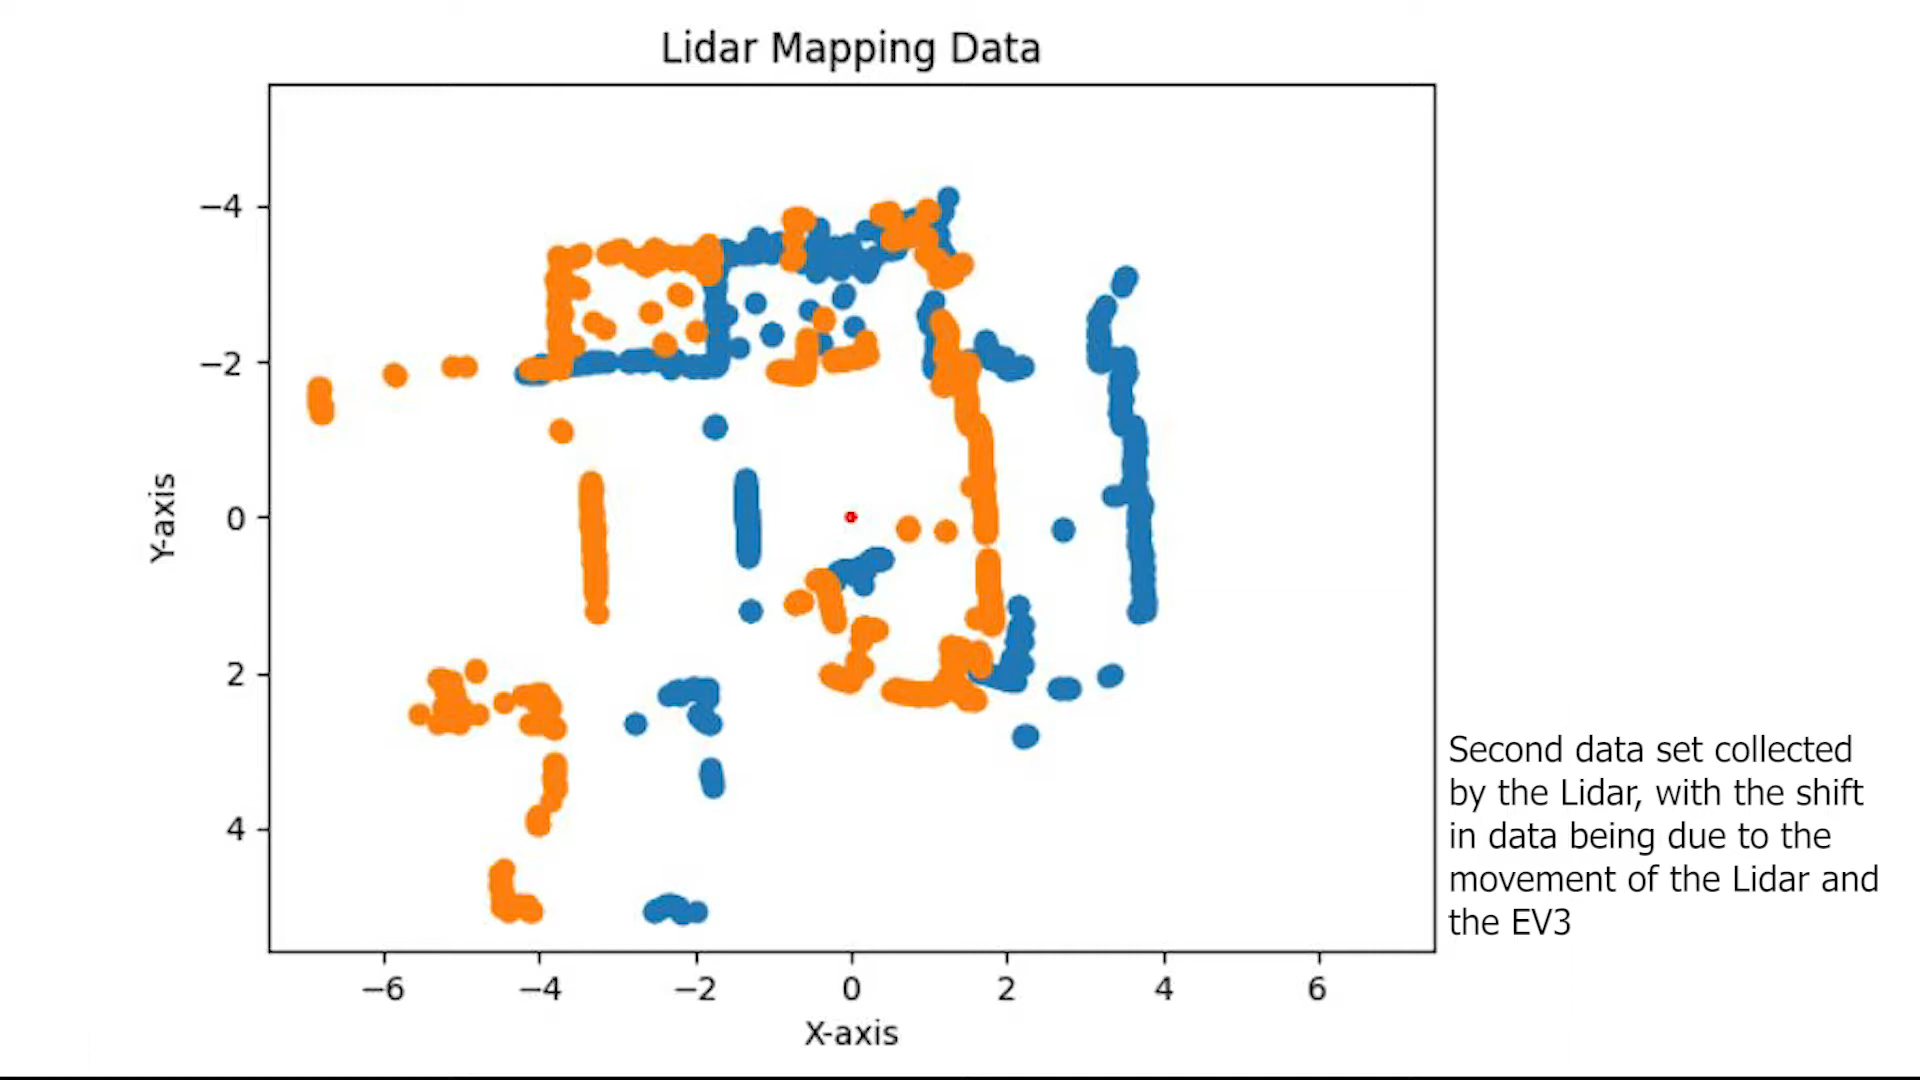 Lidar Mapping Data
Y-axis
−4
−2
0
2
4
−6
−4
−2
0
2
4
6
X-axis
Second data set collected
by the Lidar, with the shift
in data being due to the
movement of the Lidar and
the EV3